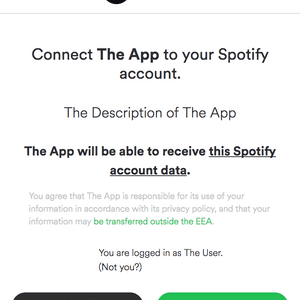 Connect The App to your Spotify
account.
The Description of The App
The App will be able to receive this Spotify
account data.
You agree that The App is responsible for its use of your
information in accordance with its privacy policy, and that your
information may be transferred outside the EEA.
You are logged in as The User.
(Not you?)